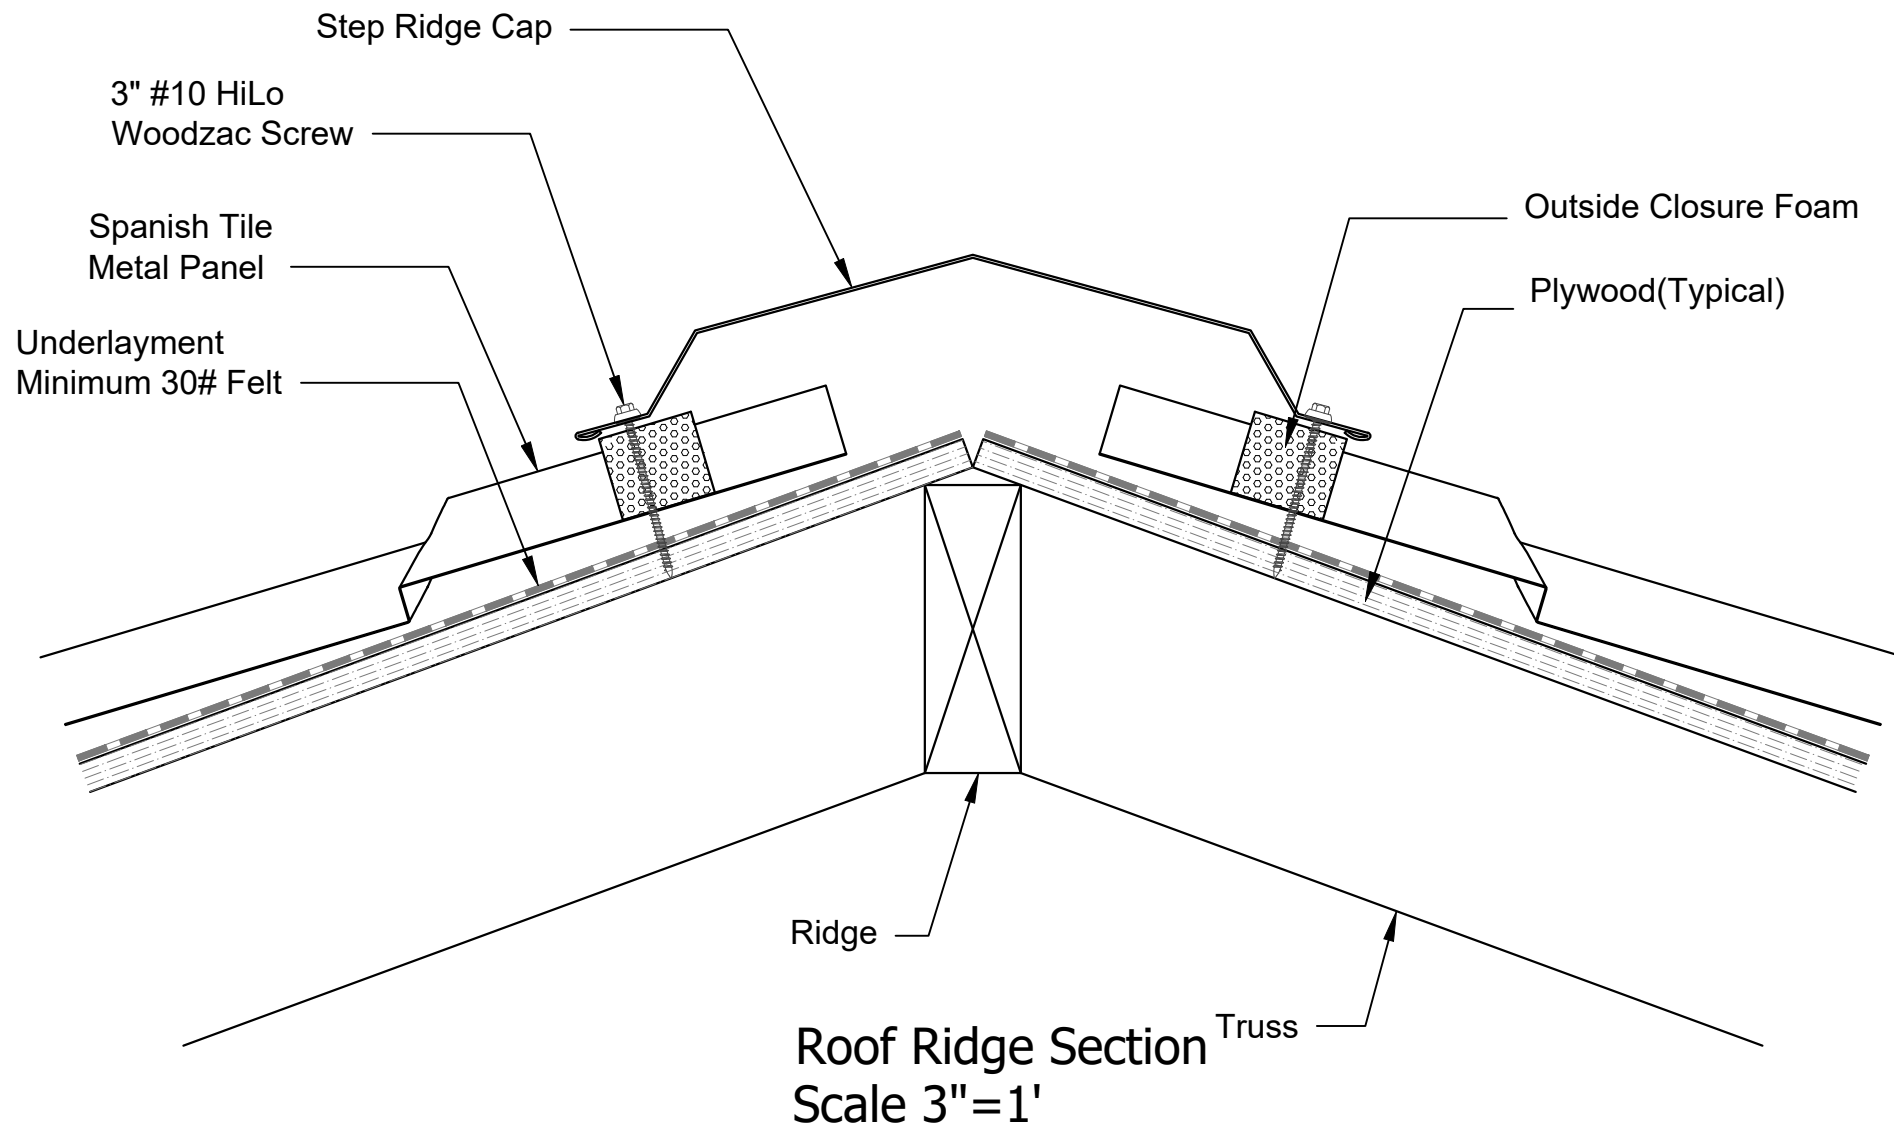 Step Ridge Cap
3" #10 HiLo
Woodzac Screw
Spanish Tile
Metal Panel
Underlayment
Minimum 30# Felt
Outside Closure Foam
Plywood(Typical)
Ridge
Truss
Roof Ridge Section
Scale 3"=1'